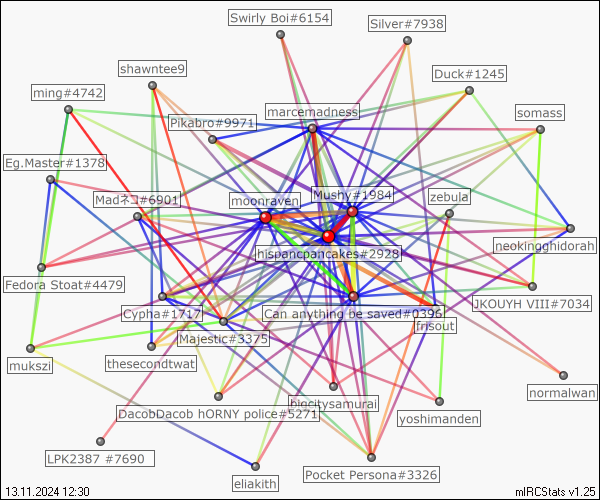 Swirly Boi#6154
Silver#7938
shawntee9
Duck#1245
ming#4742
marcemadness
somass
Pikabro#9971
Eg.Master#1378
Mushy#1984
zebula
Madネコ#6901
moonraven
neokingghidorah
hispancpancakes#2928
Fedora Stoat#4479
JKOUYH VIII#7034
Cypha#1717
Can anything be saved#0396
frisout
Majestic#3375
mukszi
thesecondtwat
normalwan
bigcitysamurai
DacobDacob hORNY police#5271
yoshimanden
LPK2387 #7690
Pocket Persona#3326
eliakith
13.11.2024 12:30
mIRCStats v1.25